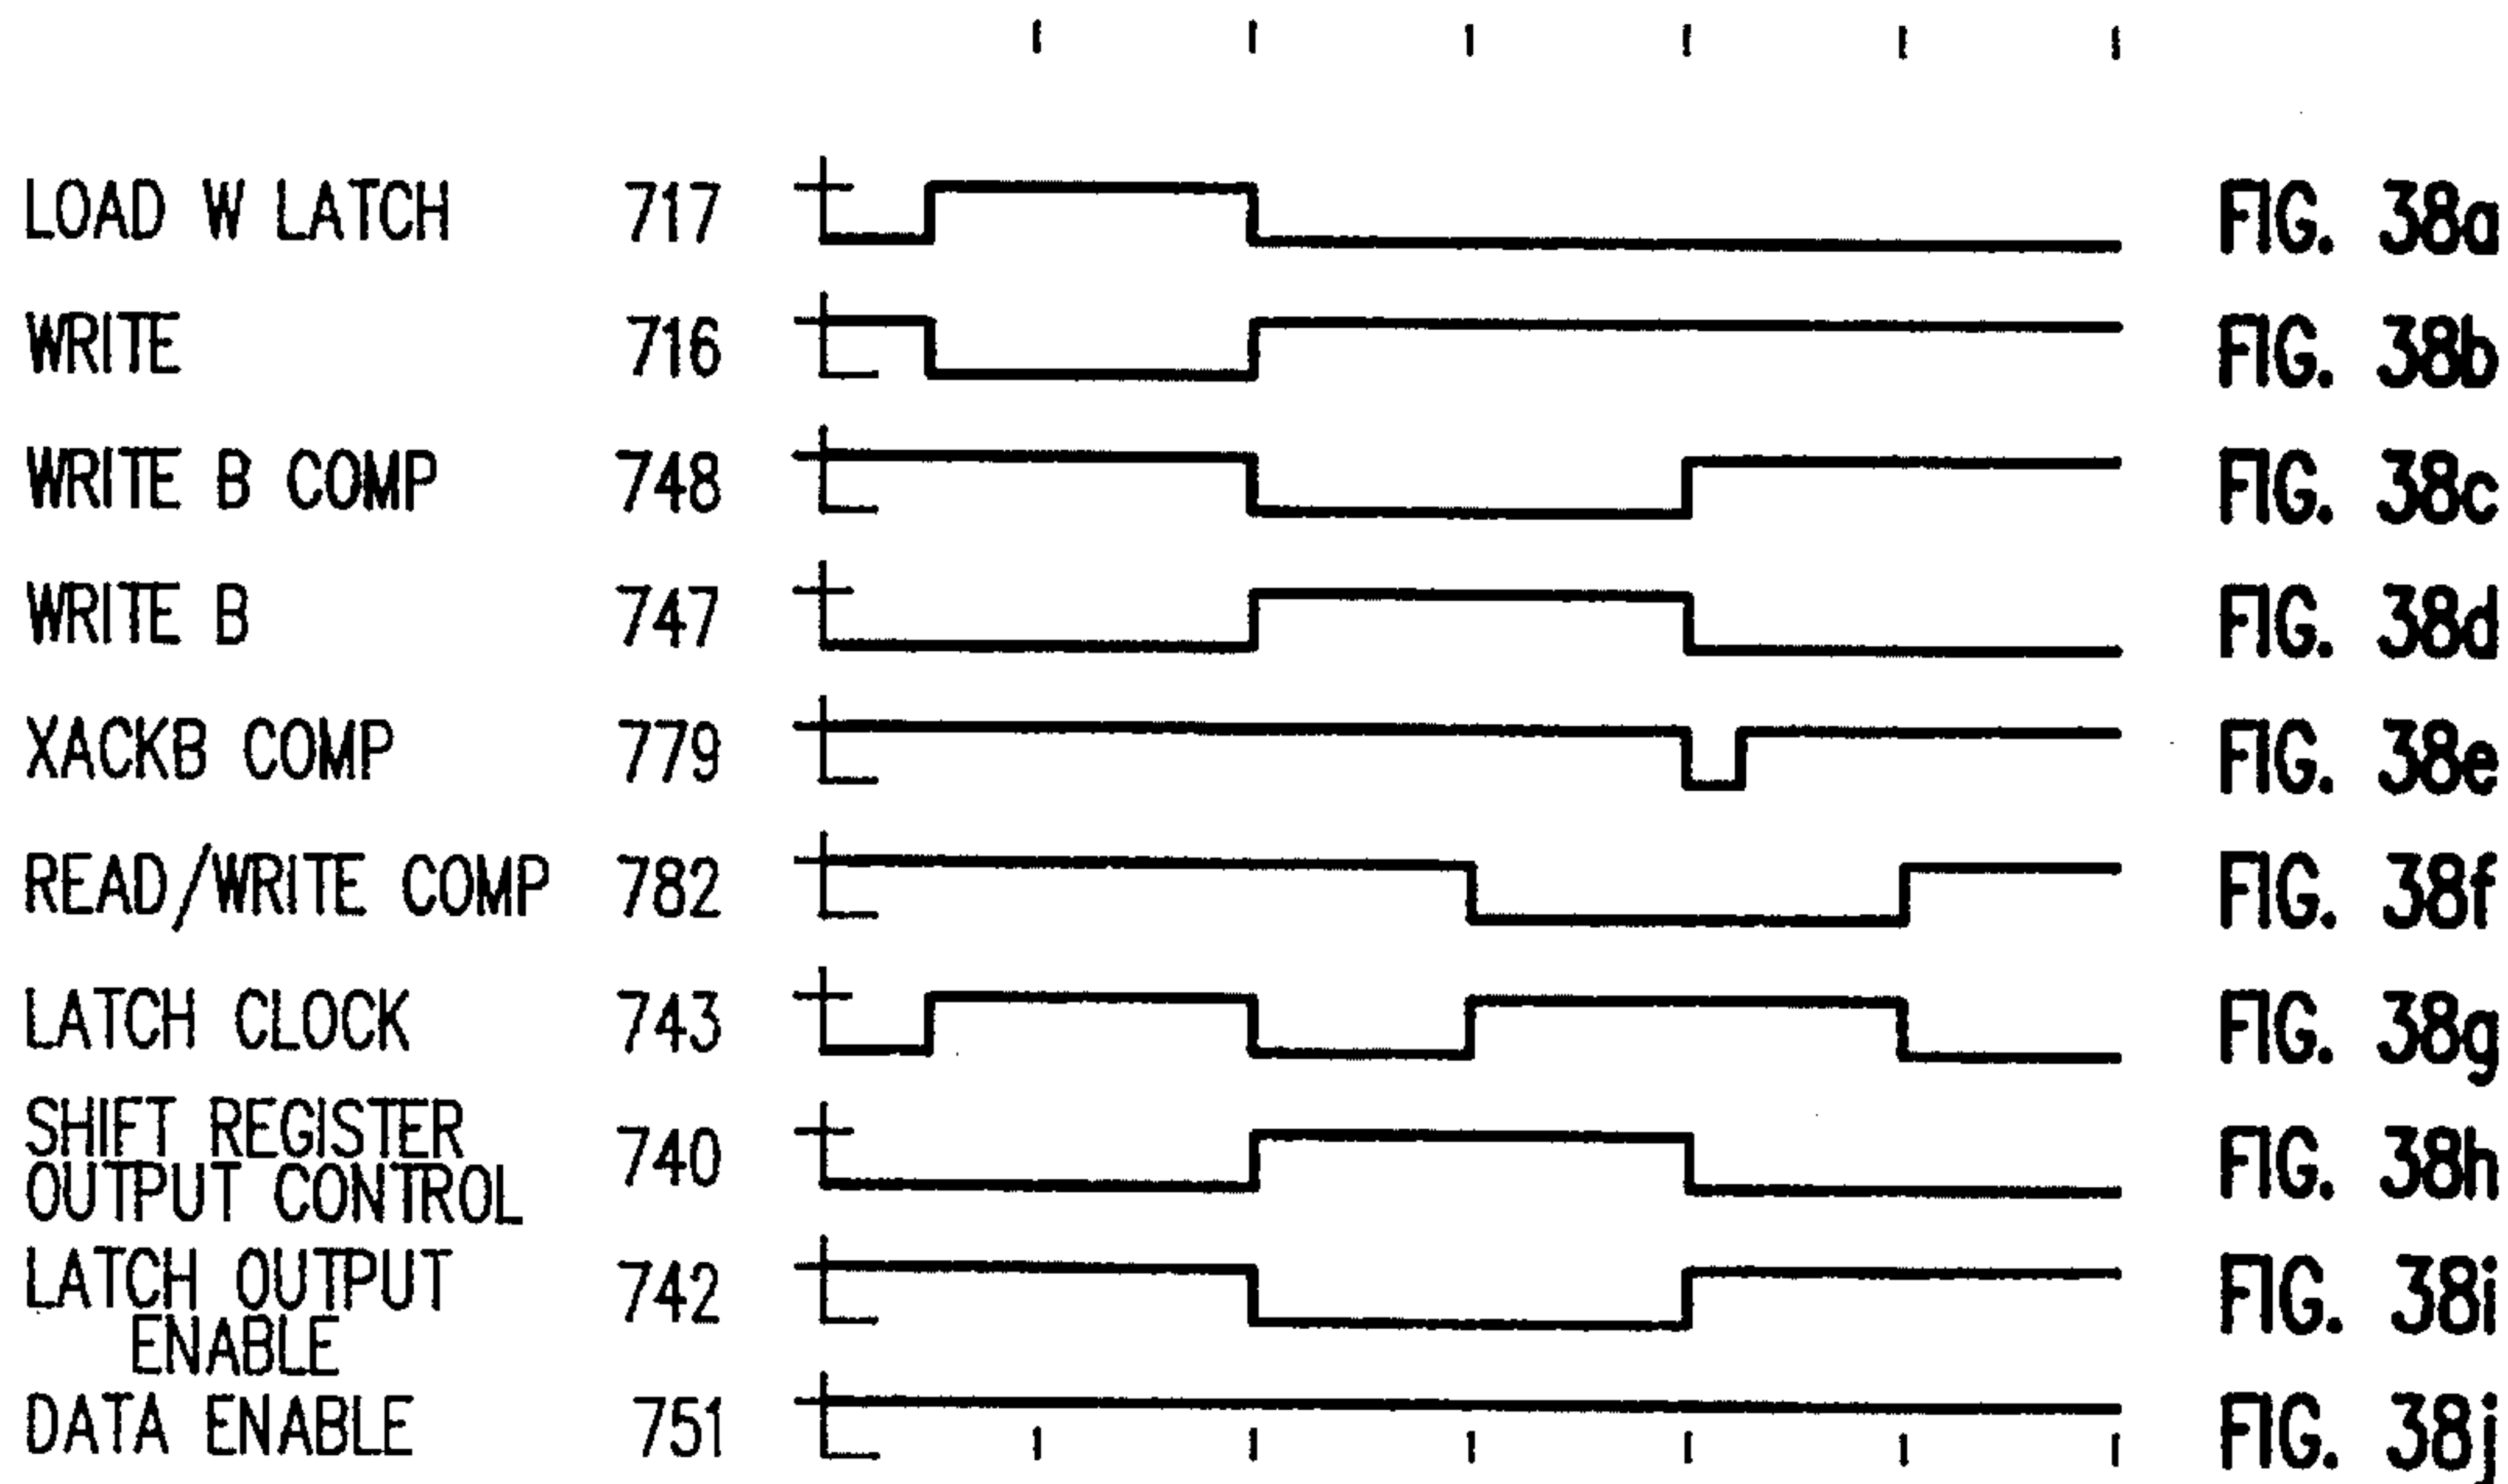 LOAD W LATCH 717 FIG. 38a
WRITE 716 FIG. 38b
WRITE B COMP 748 FIG. 38c
WRITE B 747 FIG. 38d
XACKB COMP 779 FIG. 38e
READ/WRITE COMP 782 FIG. 38f
LATCH CLOCK 743 FIG. 38g
SHIFT REGISTER
OUTPUT CONTROL 740 FIG. 38h
LATCH OUTPUT 742 FIG. 38i
ENABLE
DATA ENABLE 751 FIG. 38j